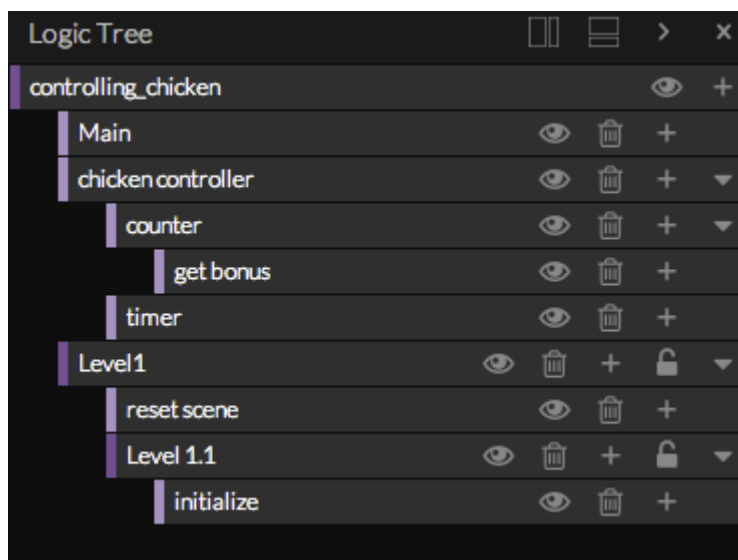 Logic Tree
controlling_chicken
Main
chicken controller
counter
get bonus
timer
Level1
reset scene
Level 1.1
initialize